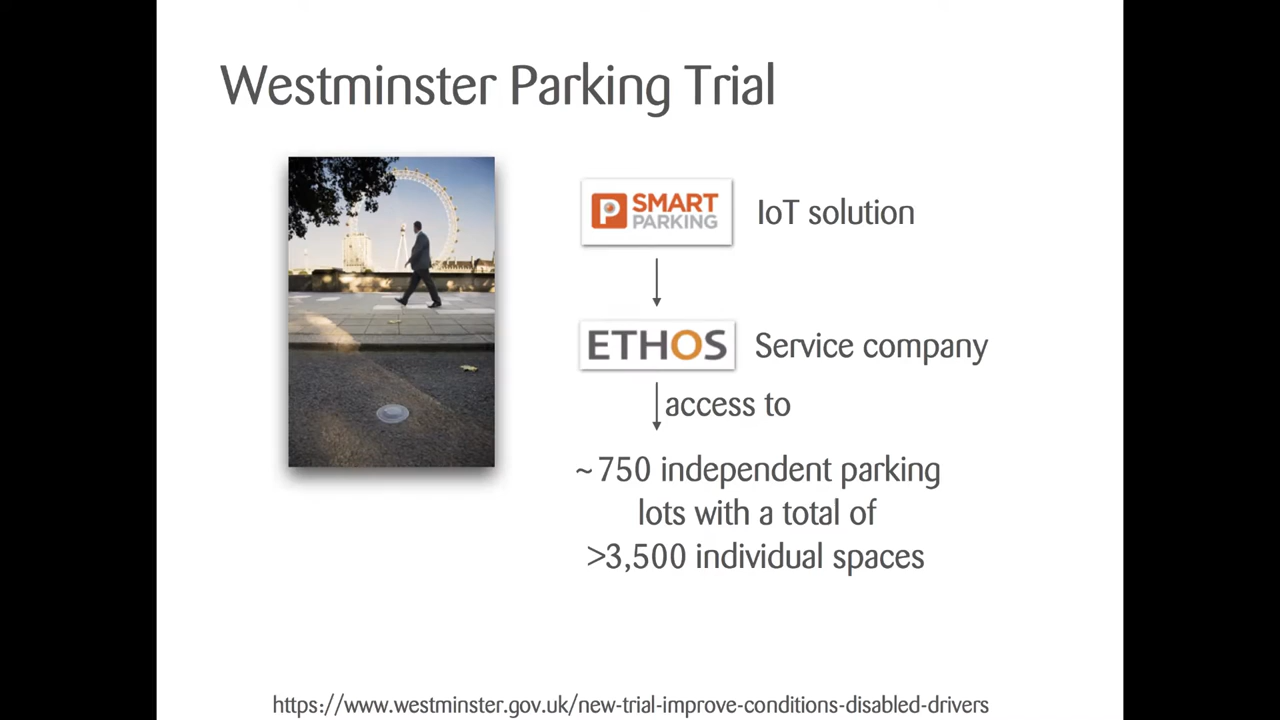 Westminster Parking Trial
P SMART PARKING
IoT solution
ETHOS
Service company
access to
~750 independent parking
lots with a total of
>3,500 individual spaces
https://www.westminster.gov.uk/new-trial-improve-conditions-disabled-drivers